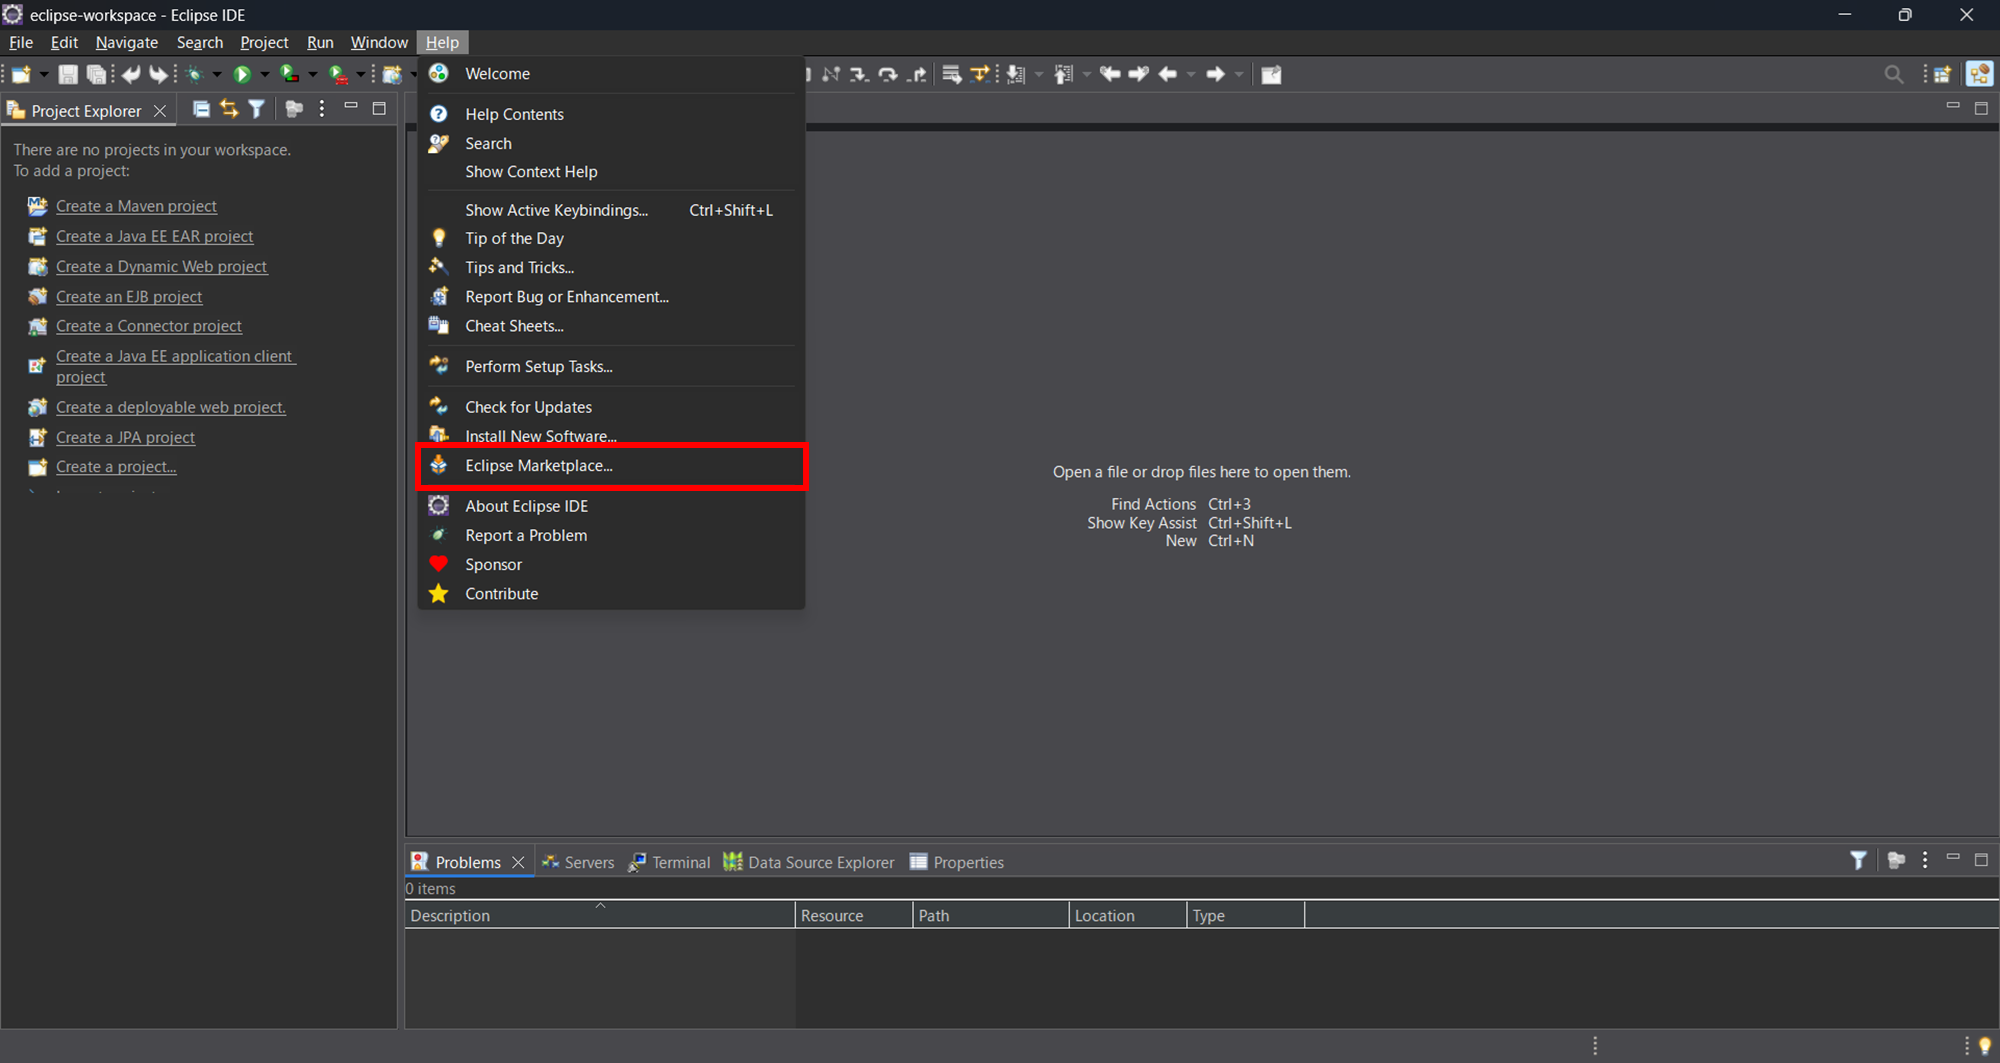 eclipse-workspace - Eclipse IDE
File Edit Navigate Search Project Run Window Help
Project Explorer
There are no projects in your workspace.
To add a project:
Create a Maven project
Create a Java EE EAR project
Create a Dynamic Web project
Create an EJB project
Create a Connector project
Create a Java EE application client
project
Create a deployable web project.
Create a JPA project
Create a project...
Welcome
Help Contents
Search
Show Context Help
Show Active Keybindings... Ctrl+Shift+L
Tip of the Day
Tips and Tricks...
Report Bug or Enhancement...
Cheat Sheets...
Perform Setup Tasks...
Check for Updates
Install New Software...
Eclipse Marketplace...
About Eclipse IDE
Report a Problem
Sponsor
Contribute
Open a file or drop files here to open them.
Find Actions Ctrl+3
Show Key Assist Ctrl+Shift+L
New Ctrl+N
Problems Servers Terminal Data Source Explorer Properties
0 items
Description Resource Path Location Type